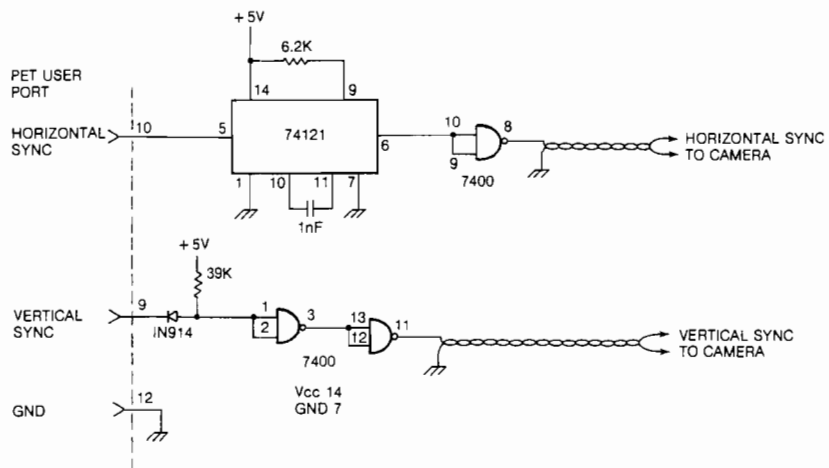 +5V
6.2K
PET USER
PORT
14
9
HORIZONTAL
SYNC
10
5
74121
6
10
9
8
HORIZONTAL SYNC
TO CAMERA
7400
1
10
11
7
1nF
+5V
39K
VERTICAL
SYNC
9
IN914
1
2
3
13
12
11
VERTICAL SYNC
TO CAMERA
7400
Vcc 14
GND 7
GND
12